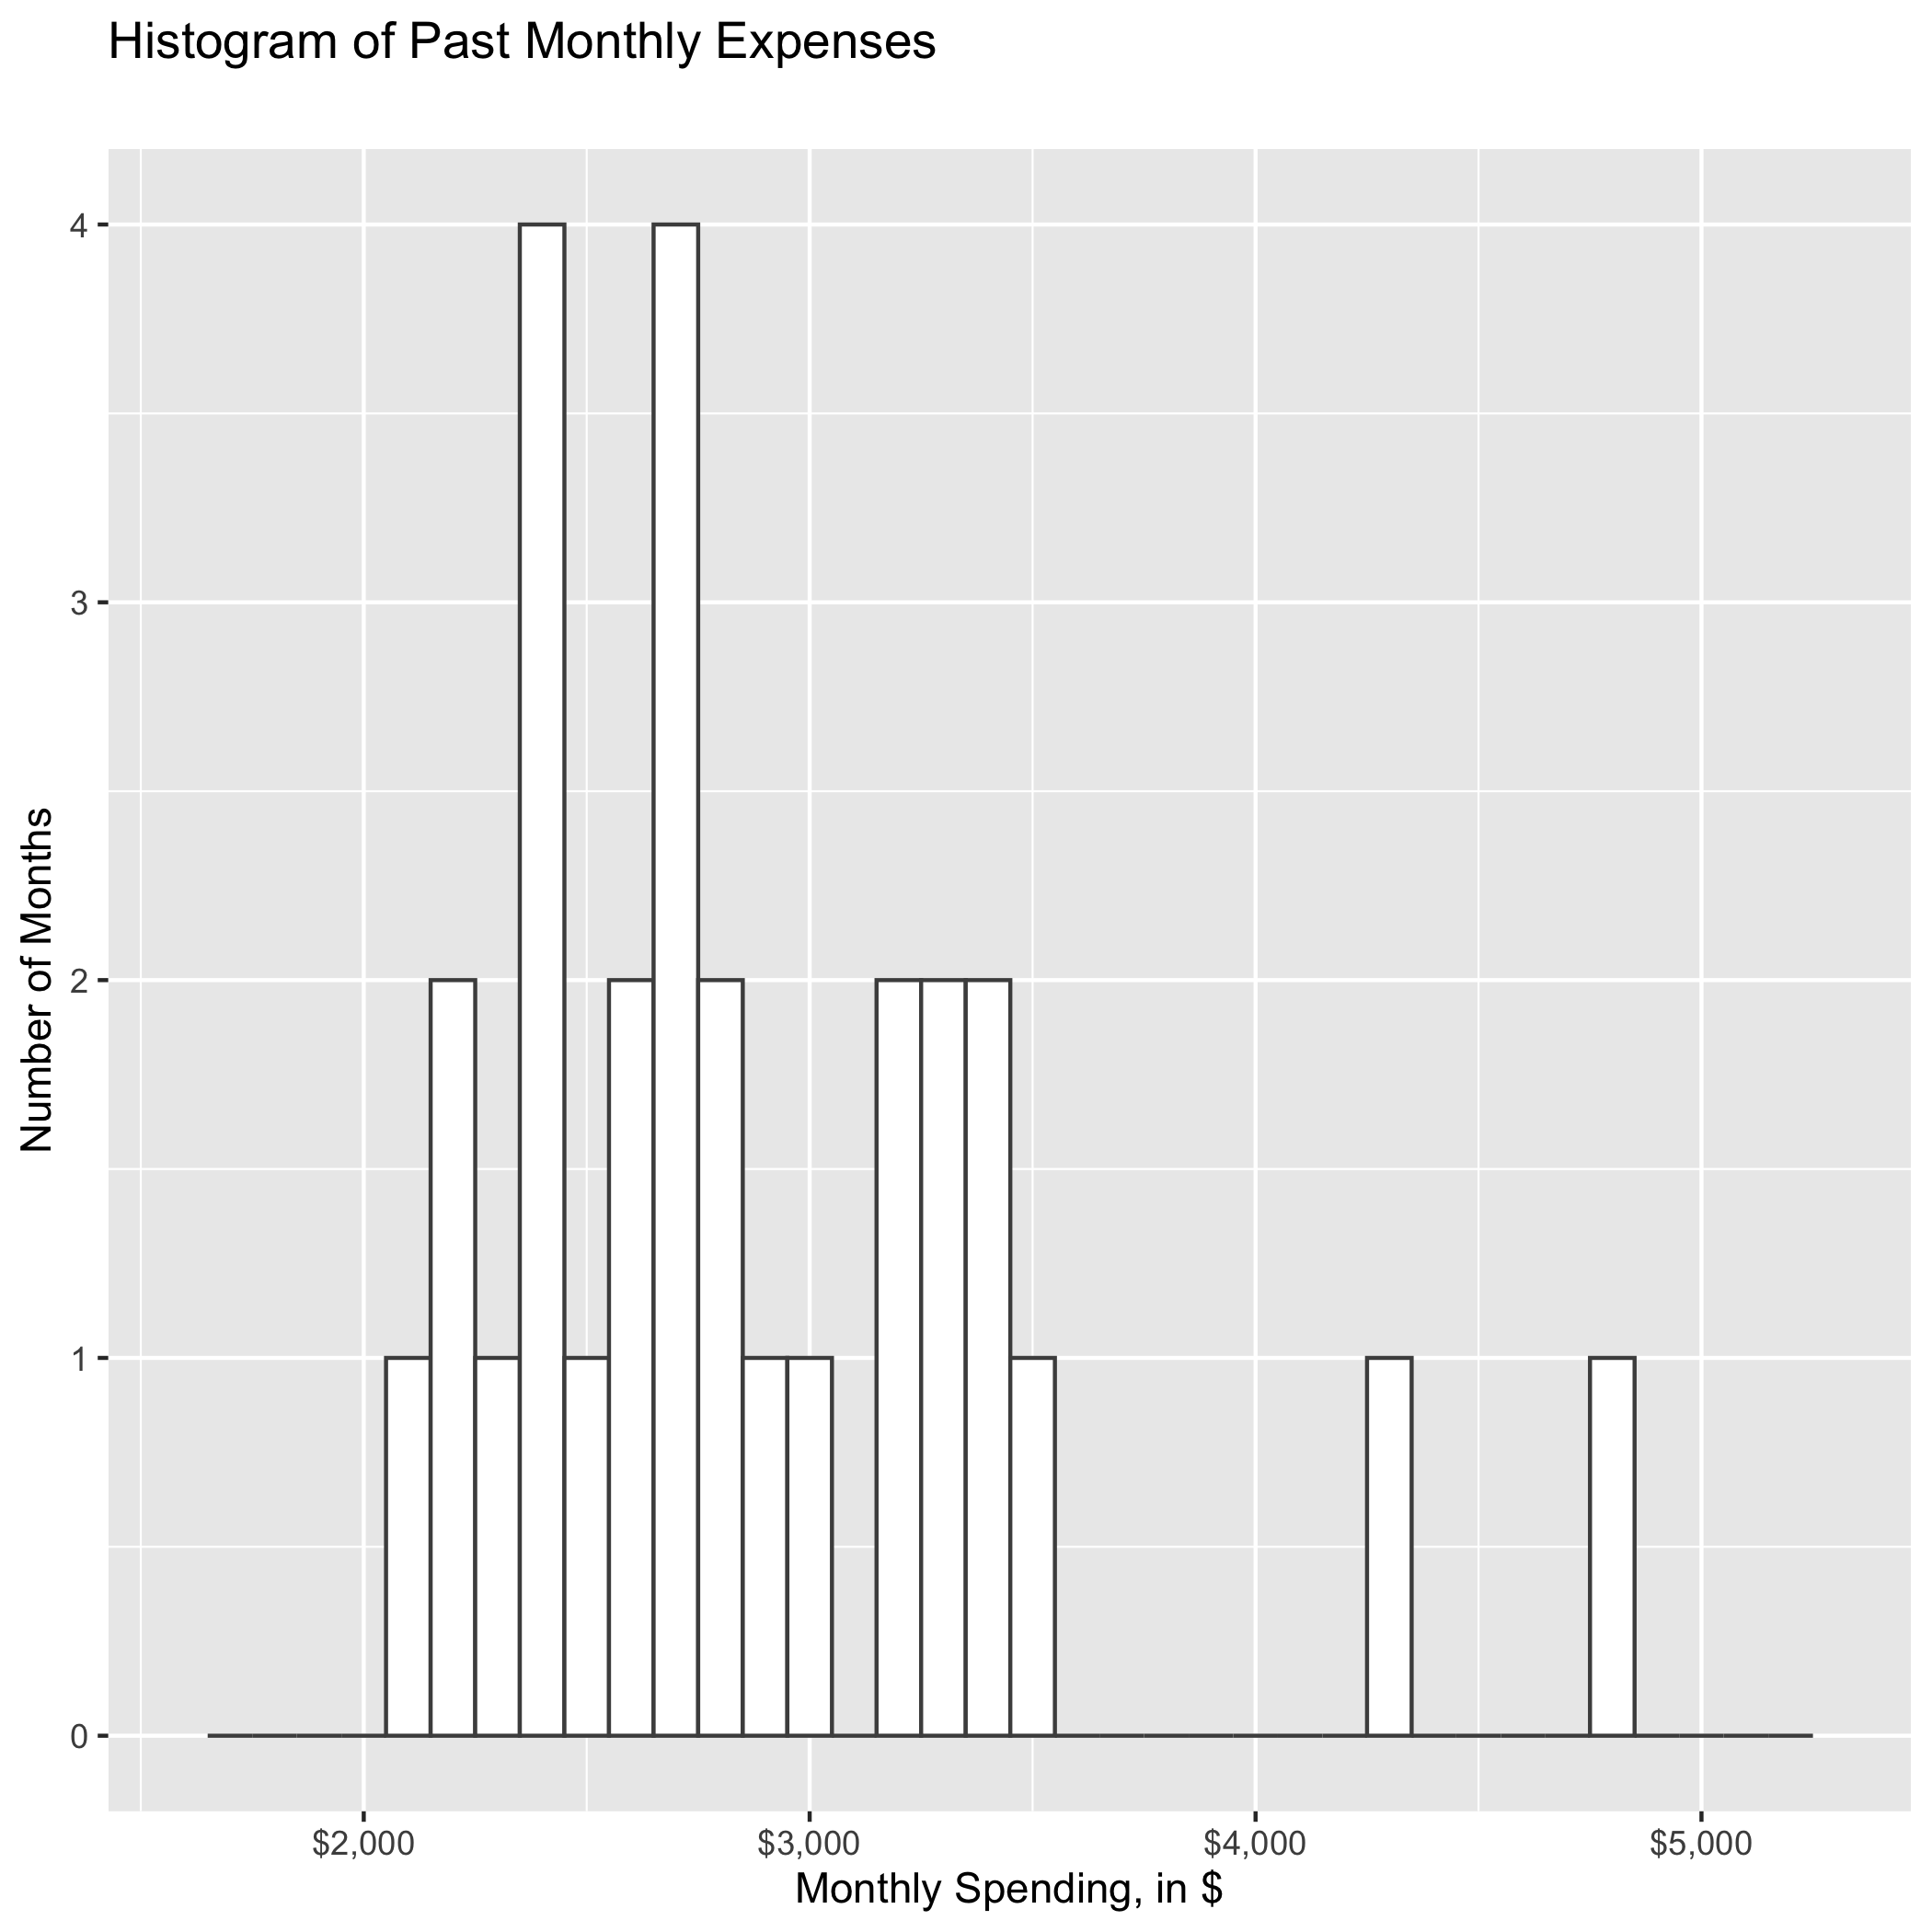 Histogram of Past Monthly Expenses
Number of Months
4
3
2
1
0
$2,000 $3,000 $4,000 $5,000
Monthly Spending, in $